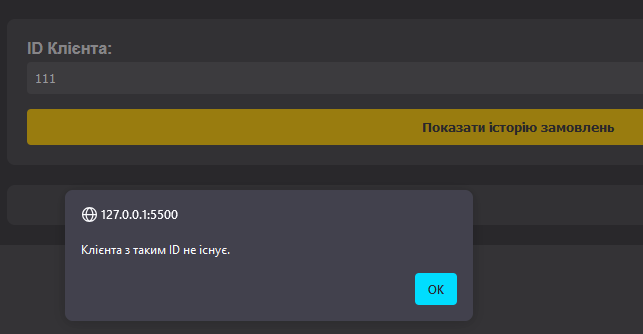 ID Клієнта:
111
Показати історію замовлень
127.0.0.1:5500
Клієнта з таким ID не існує.
OK